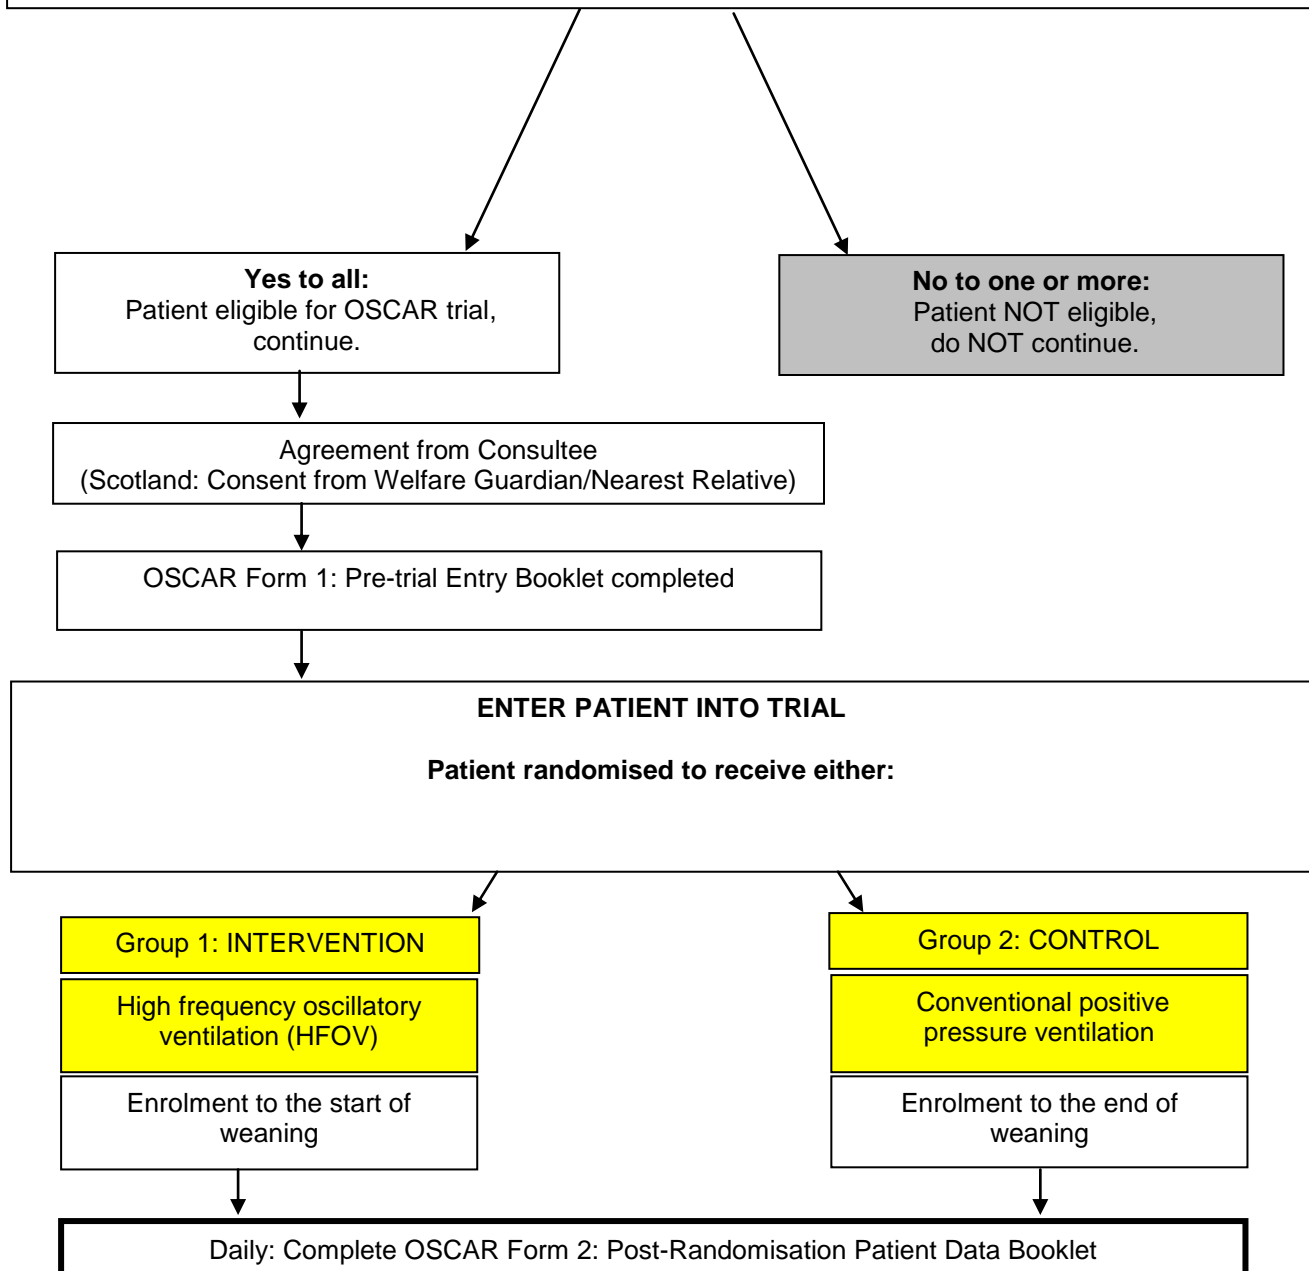 Yes to all:
Patient eligible for OSCAR trial,
continue.
No to one or more:
Patient NOT eligible,
do NOT continue.
Agreement from Consultee
(Scotland: Consent from Welfare Guardian/Nearest Relative)
OSCAR Form 1: Pre-trial Entry Booklet completed
ENTER PATIENT INTO TRIAL
Patient randomised to receive either:
Group 1: INTERVENTION
High frequency oscillatory
ventilation (HFOV)
Enrolment to the start of
weaning
Group 2: CONTROL
Conventional positive
pressure ventilation
Enrolment to the end of
weaning
Daily: Complete OSCAR Form 2: Post-Randomisation Patient Data Booklet